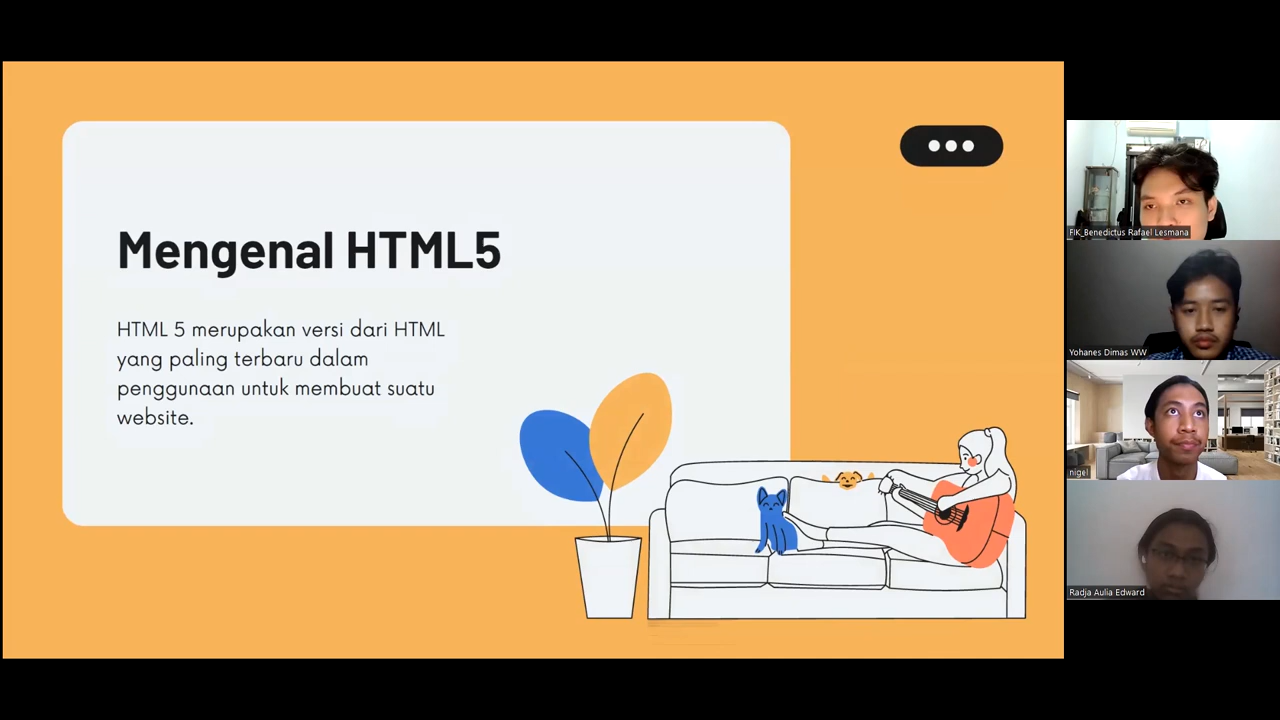 Mengenal HTML5
HTML 5 merupakan versi dari HTML
yang paling terbaru dalam
penggunaan untuk membuat suatu
website.
FIK_Benedictus Rafael Lesmana
Yohanes Dimas WW
nigel
Radja Aulia Edward